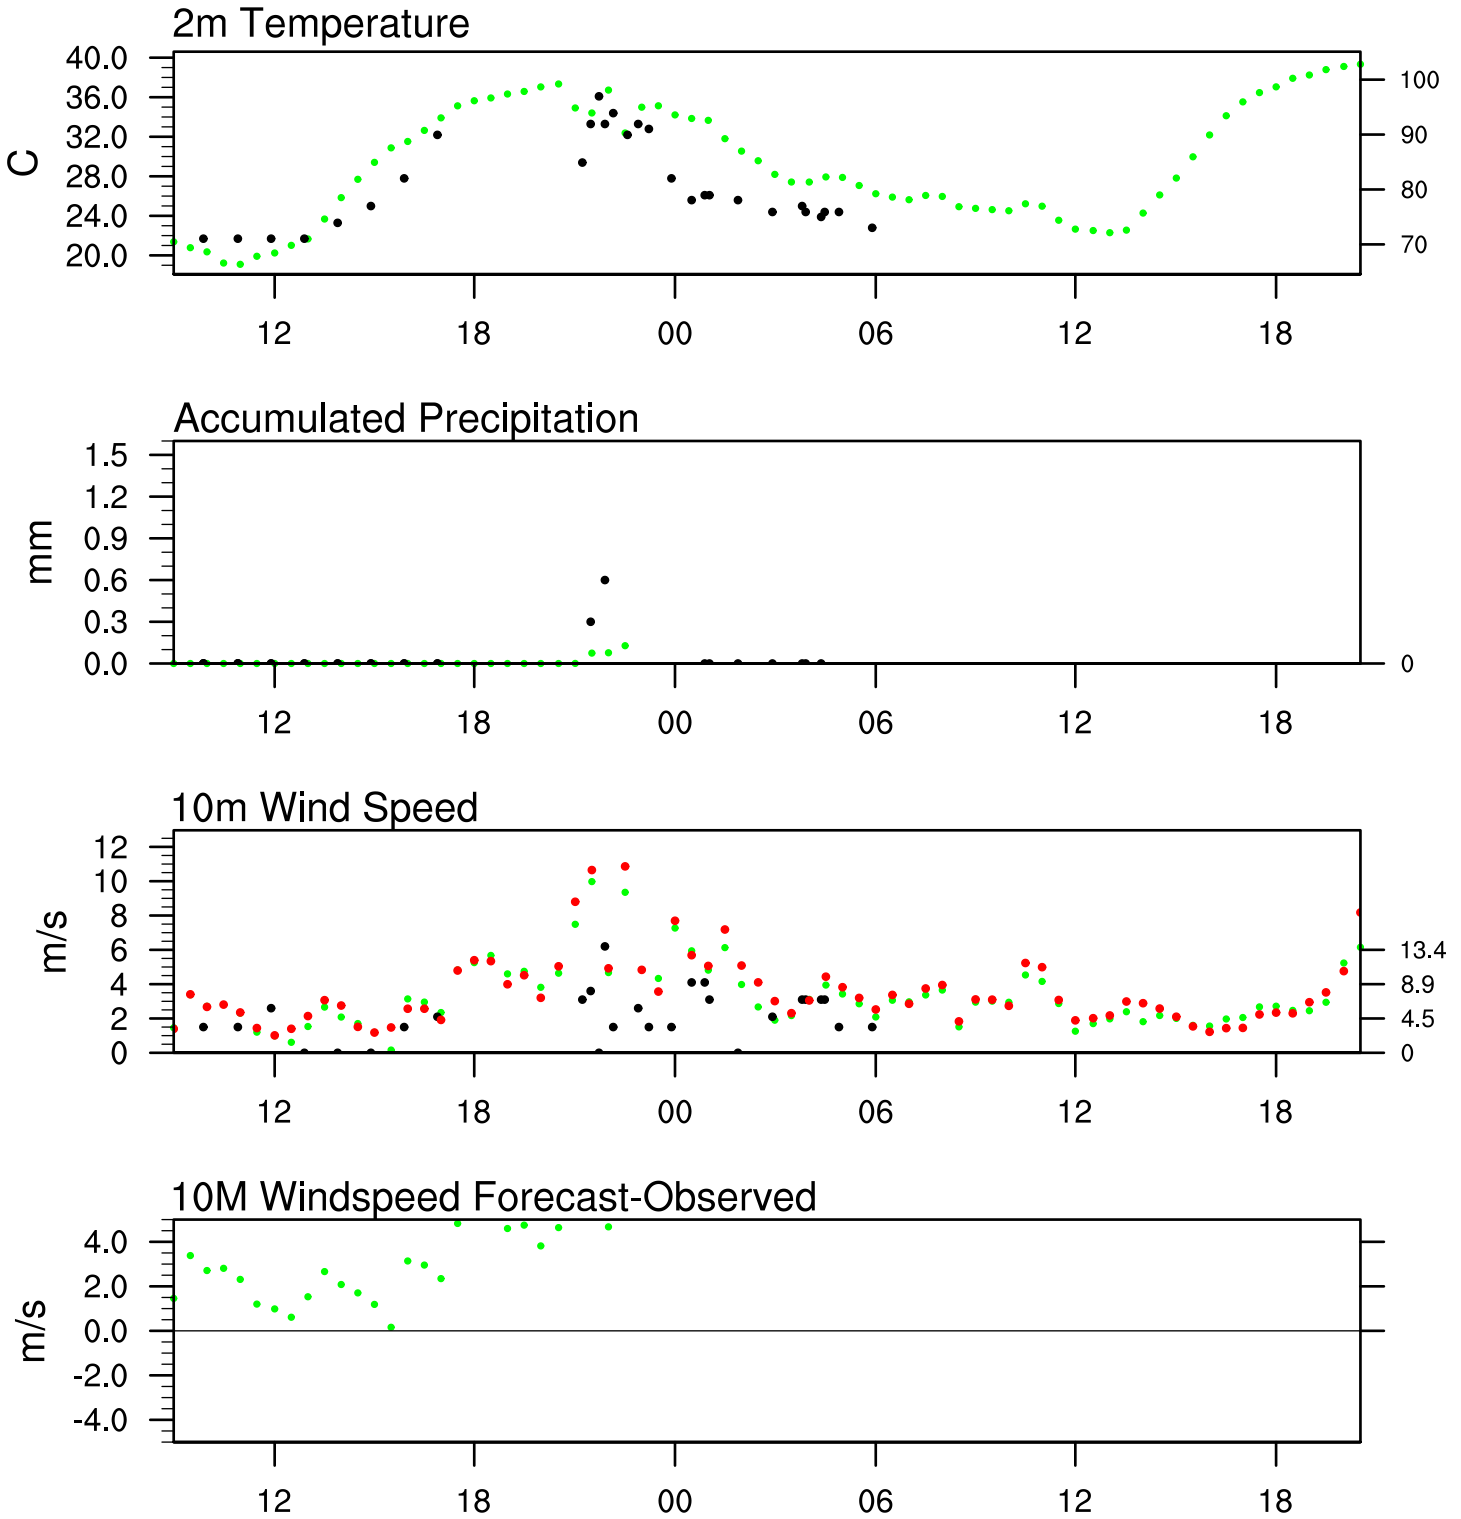 2m Temperature
40.0
36.0
32.0
28.0
24.0
20.0
C
100
90
80
70
12 18 00 06 12 18
Accumulated Precipitation
1.5
1.2
0.9
0.6
0.3
0.0
mm
0
12 18 00 06 12 18
10m Wind Speed
12
10
8
6
4
2
0
m/s
13.4
8.9
4.5
0
12 18 00 06 12 18
10M Windspeed Forecast-Observed
4.0
2.0
0.0
-2.0
-4.0
m/s
12 18 00 06 12 18